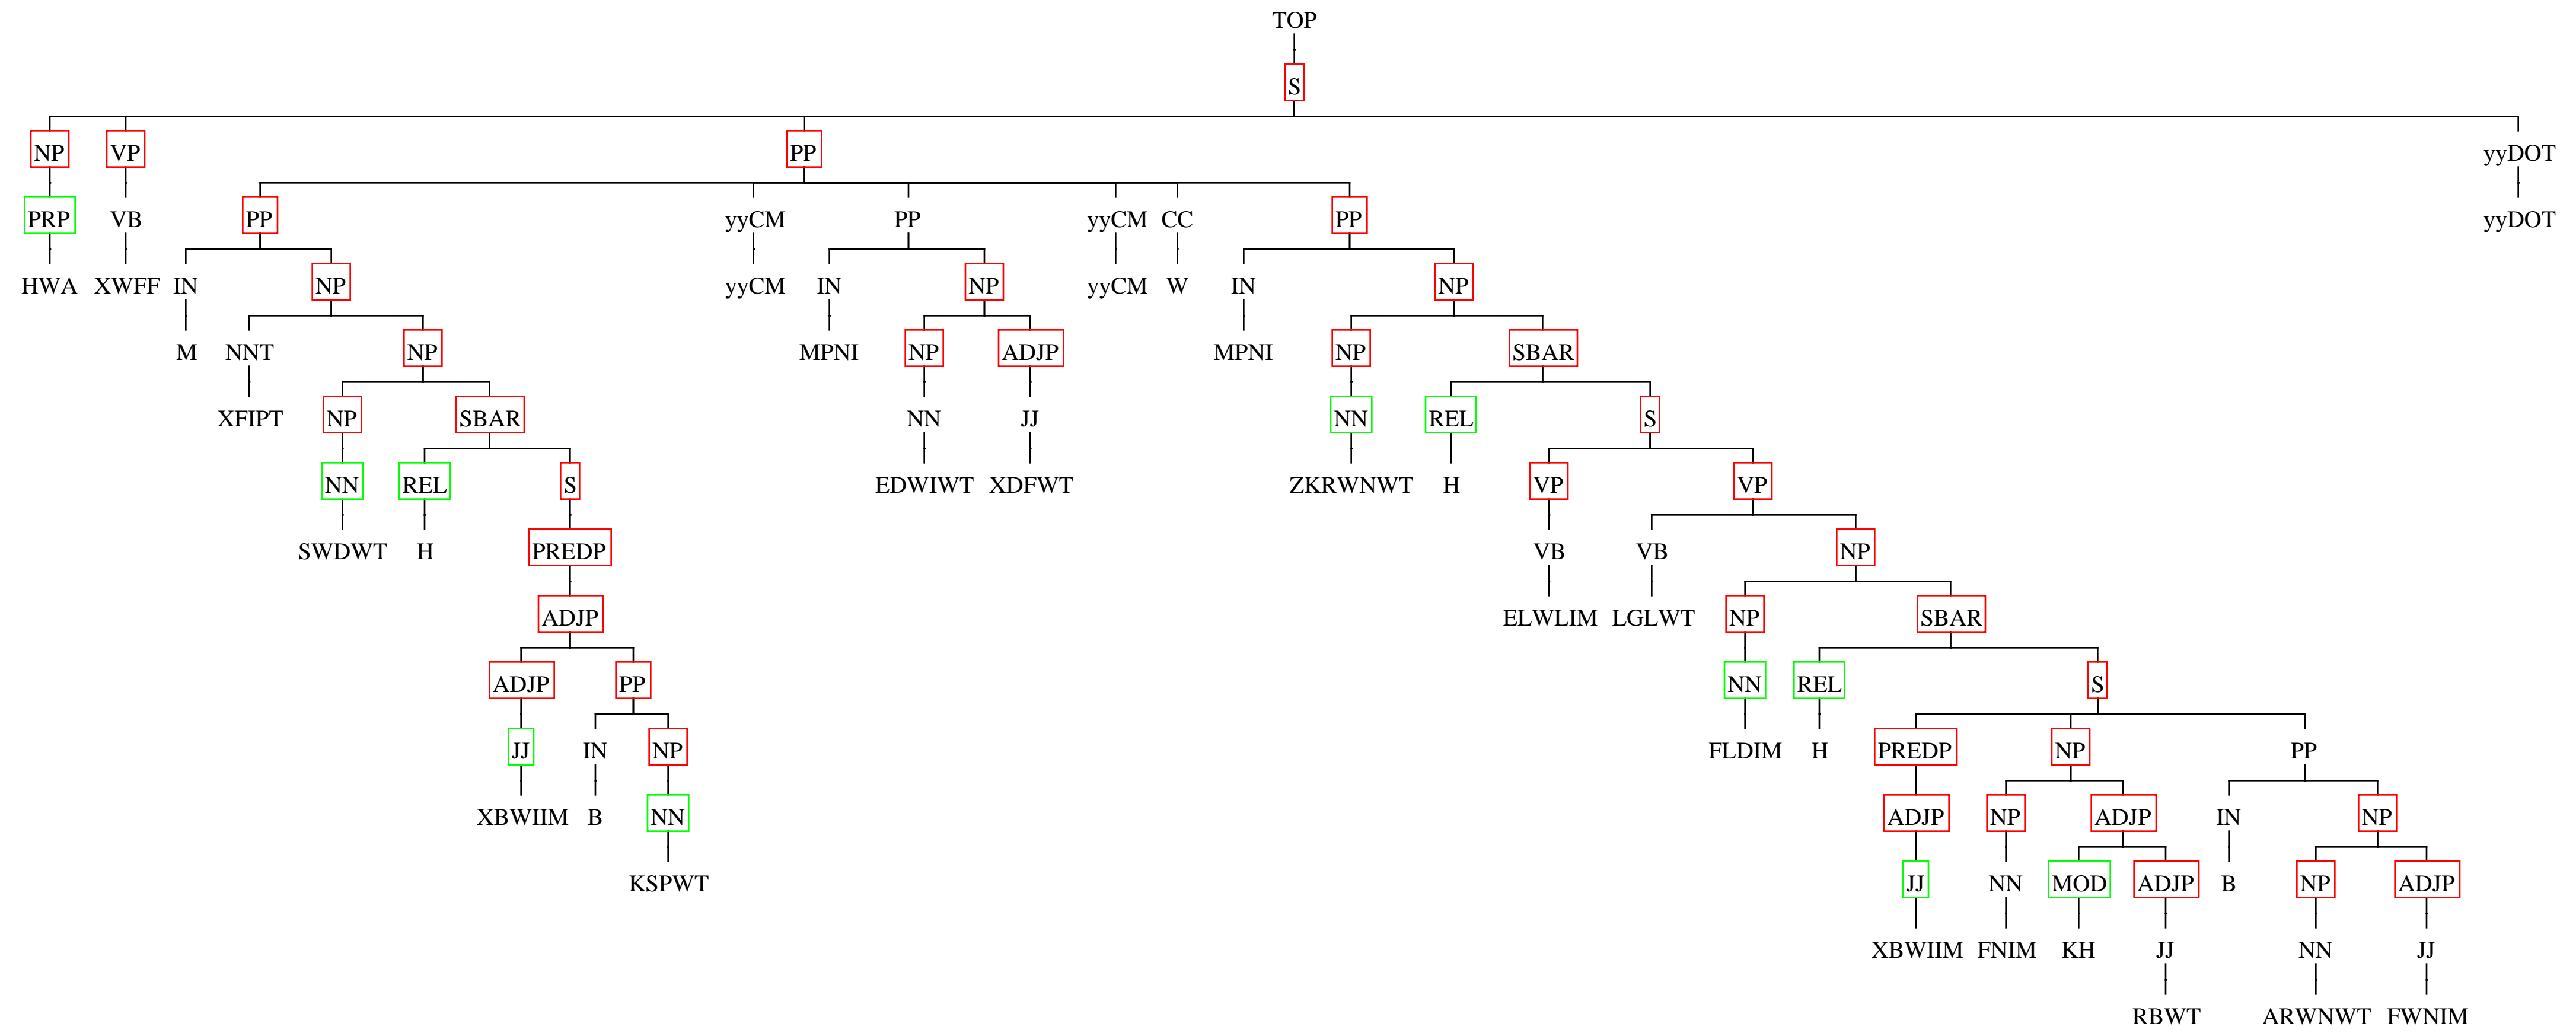 TOP
S
NP VP PP yyDOT
PRP VB PP yyCM PP yyCM CC PP yyDOT
HWA XWFF IN NP yyCM IN NP yyCM W IN NP
M NNT NP MPNI NP ADJP MPNI NP SBAR
XFIPT NP SBAR NN JJ NN REL S
NN REL S EDWIWT XDFWT ZKRWNWT H VP VP
SWDWT H PREDP VB VB NP
ADJP ELWLIM LGLWT NP SBAR
ADJP PP NN REL S
JJ IN NP FLDIM H PREDP NP PP
XBWIIM B NN ADJP NP ADJP IN NP
KSPWT JJ NN MOD ADJP B NP ADJP
XBWIIM FNIM KH JJ NN JJ
RBWT ARWNWT FWNIM